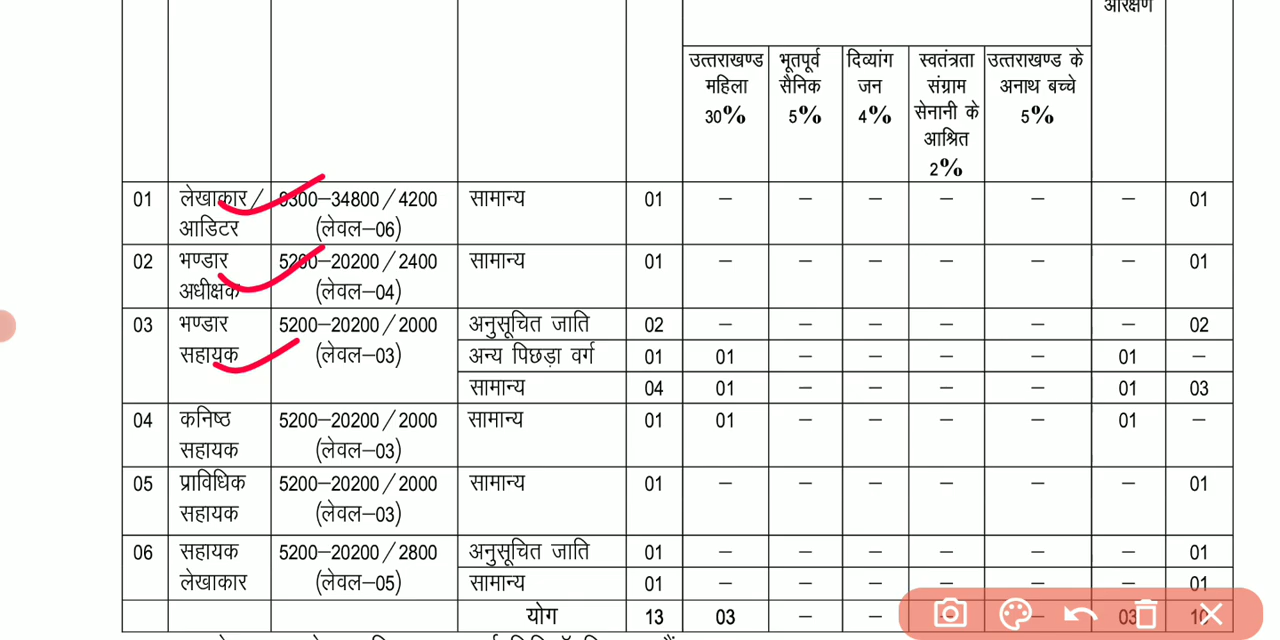 आरक्षण
उत्तराखण्ड महिला 30% भूतपूर्व सैनिक 5% दिव्यांग जन 4% स्वतंत्रता संग्राम सेनानी के आश्रित 2% उत्तराखण्ड के अनाथ बच्चे 5%
01 लेखाकार/ 9300–34800/4200 सामान्य 01 – – – – – – 01
आडिटर (लेवल–06)
02 भण्डार 5200–20200/2400 सामान्य 01 – – – – – – 01
अधीक्षक (लेवल–04)
03 भण्डार 5200–20200/2000 अनुसूचित जाति 02 – – – – – – 02
सहायक (लेवल–03) अन्य पिछड़ा वर्ग 01 01 – – – – 01 –
सामान्य 04 01 – – – – 01 03
04 कनिष्ठ 5200–20200/2000 सामान्य 01 01 – – – – 01 –
सहायक (लेवल–03)
05 प्राविधिक 5200–20200/2000 सामान्य 01 – – – – – – 01
सहायक (लेवल–03)
06 सहायक 5200–20200/2800 अनुसूचित जाति 01 – – – – – – 01
लेखाकार (लेवल–05) सामान्य 01 – – – – – – 01
योग 13 03 – – – – 03 10